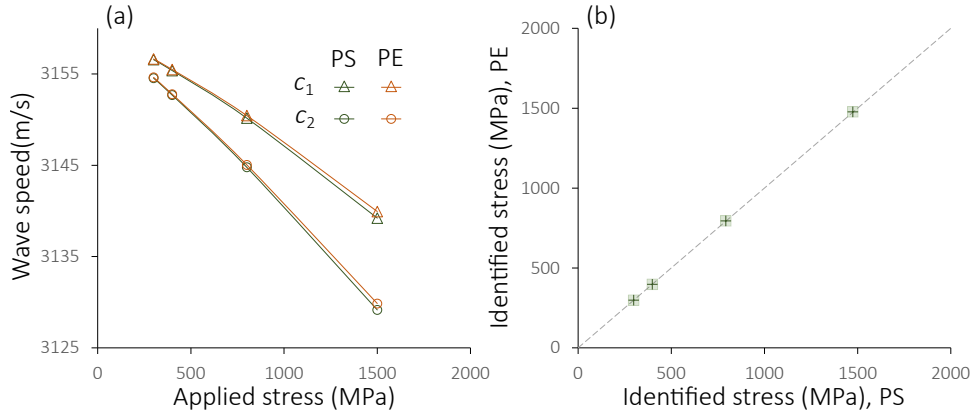 (a)
PS PE
c1
c2
3155
3145
3135
3125
Wave speed(m/s)
0 500 1000 1500 2000
Applied stress (MPa)
(b)
2000
1500
1000
500
0
Identified stress (MPa), PE
0 500 1000 1500 2000
Identified stress (MPa), PS